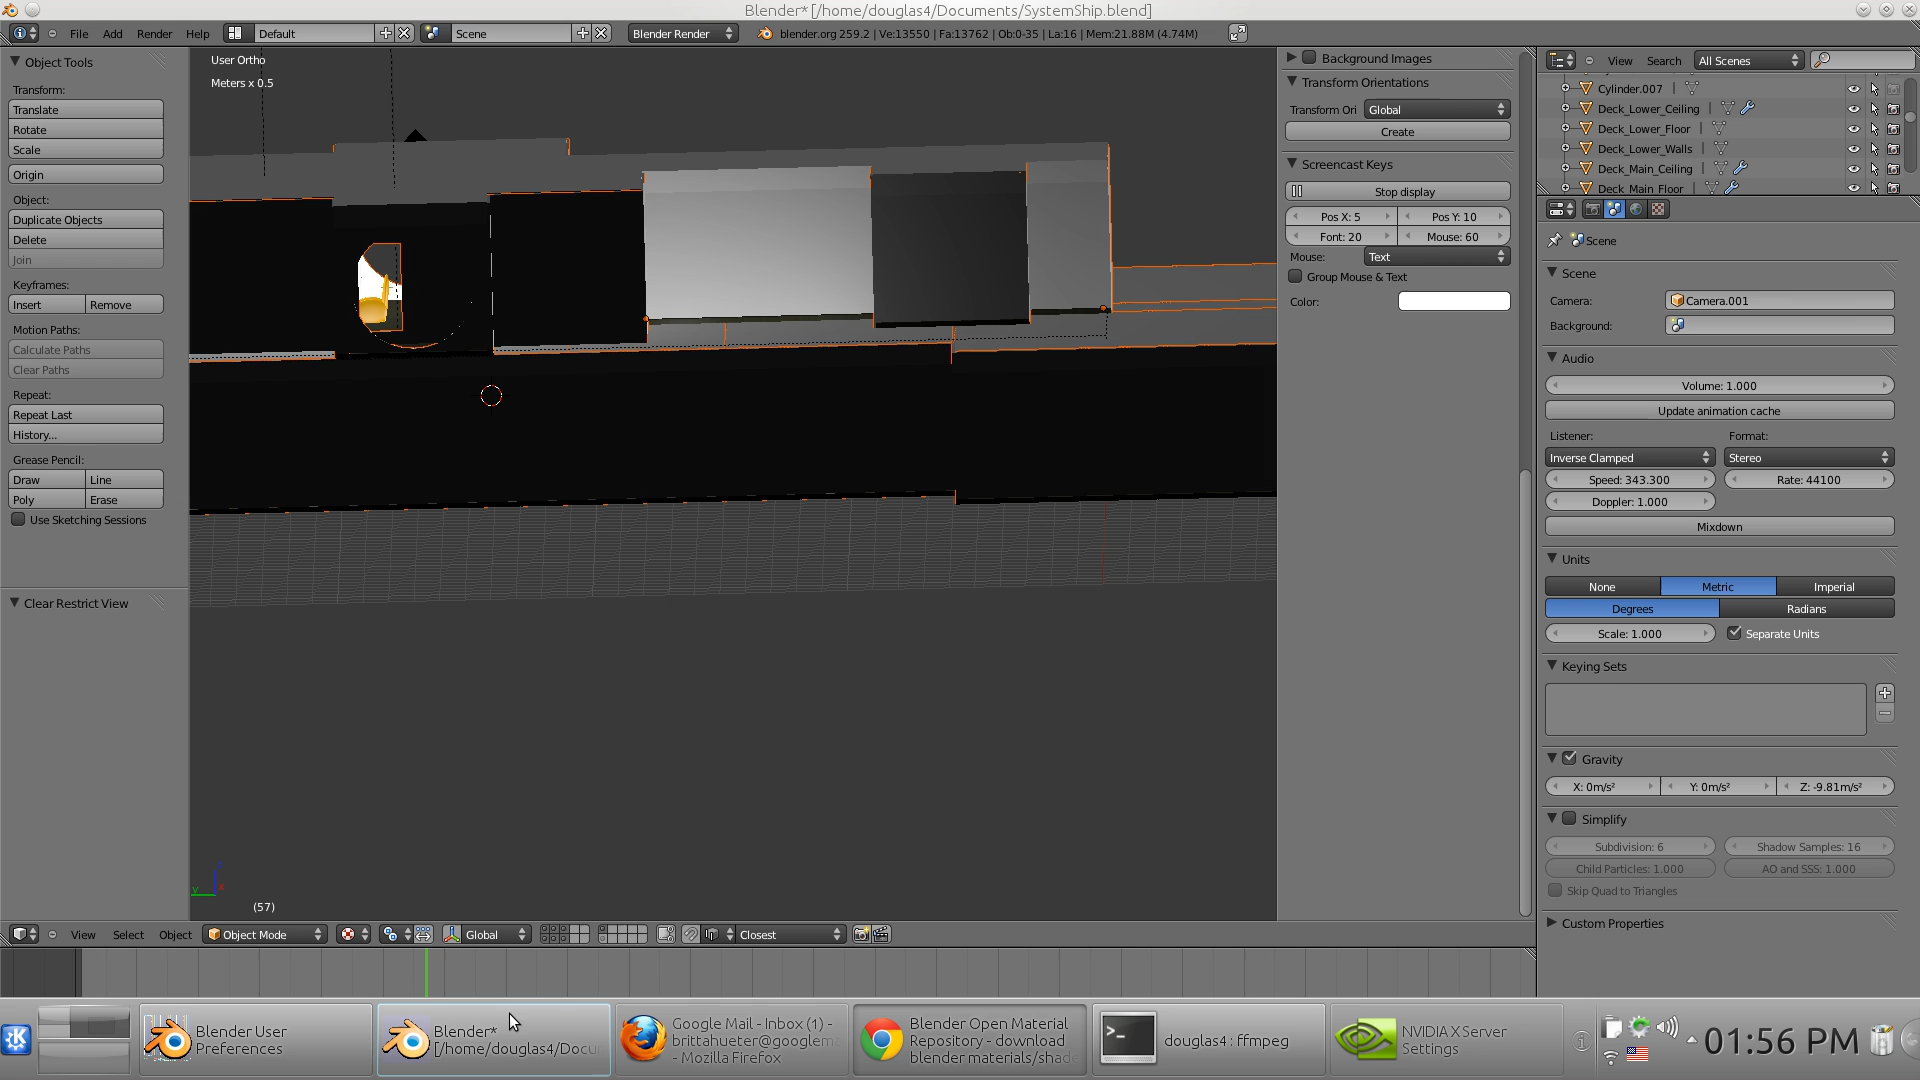 Blender* [/home/douglas4/Documents/SystemShip.blend]
File Add Render Help Default Scene Blender Render blender.org 259.2 | Ve:13550 | Fa:13762 | Ob:0-35 | La:16 | Mem:21.88M (4.74M)
Object Tools
Transform:
Translate
Rotate
Scale
Origin
Object:
Duplicate Objects
Delete
Join
Keyframes:
Insert Remove
Motion Paths:
Calculate Paths
Clear Paths
Repeat:
Repeat Last
History...
Grease Pencil:
Draw Line
Poly Erase
Use Sketching Sessions
Clear Restrict View
User Ortho
Meters x 0.5
(57)
View Select Object Object Mode Global Closest
Background Images
Transform Orientations
Transform Ori Global
Create
Screencast Keys
Stop display
Pos X: 5 Pos Y: 10
Font: 20 Mouse: 60
Mouse: Text
Group Mouse & Text
Color:
View Search All Scenes
Cylinder.007
Deck_Lower_Ceiling
Deck_Lower_Floor
Deck_Lower_Walls
Deck_Main_Ceiling
Deck_Main_Floor
Scene
Scene
Camera: Camera.001
Background:
Audio
Volume: 1.000
Update animation cache
Listener: Format:
Inverse Clamped Stereo
Speed: 343.300 Rate: 44100
Doppler: 1.000
Mixdown
Units
None Metric Imperial
Degrees Radians
Scale: 1.000 Separate Units
Keying Sets
Gravity
X: 0m/s² Y: 0m/s² Z: -9.81m/s²
Simplify
Subdivision: 6 Shadow Samples: 16
Child Particles: 1.000 AO and SSS: 1.000
Skip Quad to Triangles
Custom Properties
Blender User
Preferences
Blender*
[/home/douglas4/Docu
Google Mail - Inbox (1) -
brittahueter@googlema
- Mozilla Firefox
Blender Open Material
Repository - download
blender materials/shade
douglas4 : ffmpeg
NVIDIA X Server
Settings
01:56 PM